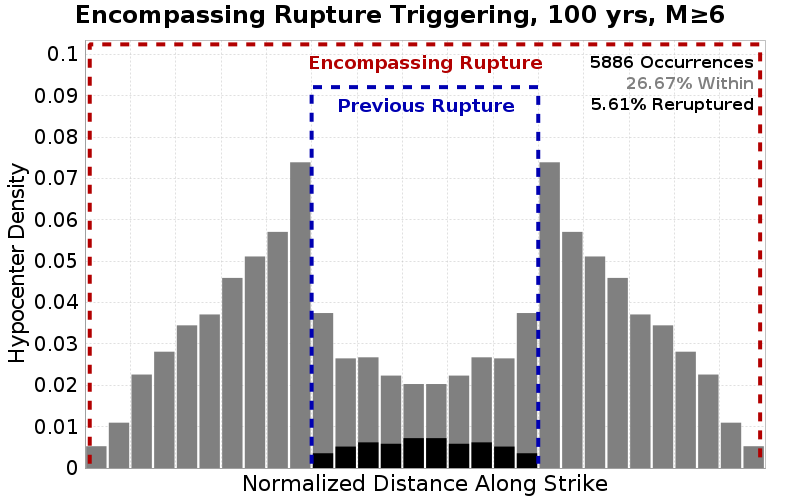 Encompassing Rupture Triggering, 100 yrs, M≥6
Encompassing Rupture
Previous Rupture
5886 Occurrences
26.67% Within
5.61% Reruptured
Hypocenter Density
0.1
0.09
0.08
0.07
0.06
0.05
0.04
0.03
0.02
0.01
0
Normalized Distance Along Strike